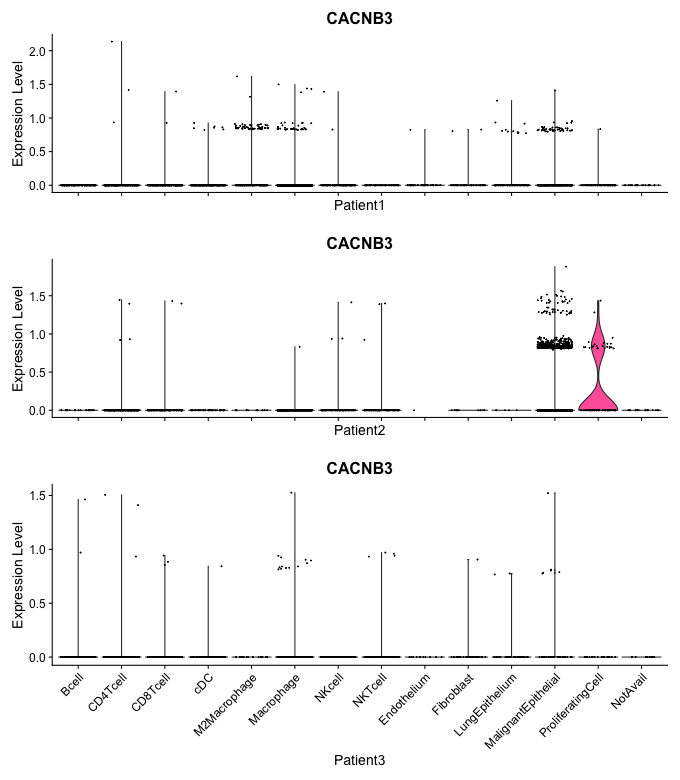 CACNB3
Expression Level
2.0
1.5
1.0
0.5
0.0
Patient1
CACNB3
Expression Level
1.5
1.0
0.5
0.0
Patient2
CACNB3
Expression Level
1.5
1.0
0.5
0.0
Bcell
CD4Tcell
CD8Tcell
cDC
M2Macrophage
Macrophage
NKcell
NKTcell
Endothelium
Fibroblast
LungEpithelium
MalignantEpithelial
ProliferatingCell
NotAvail
Patient3